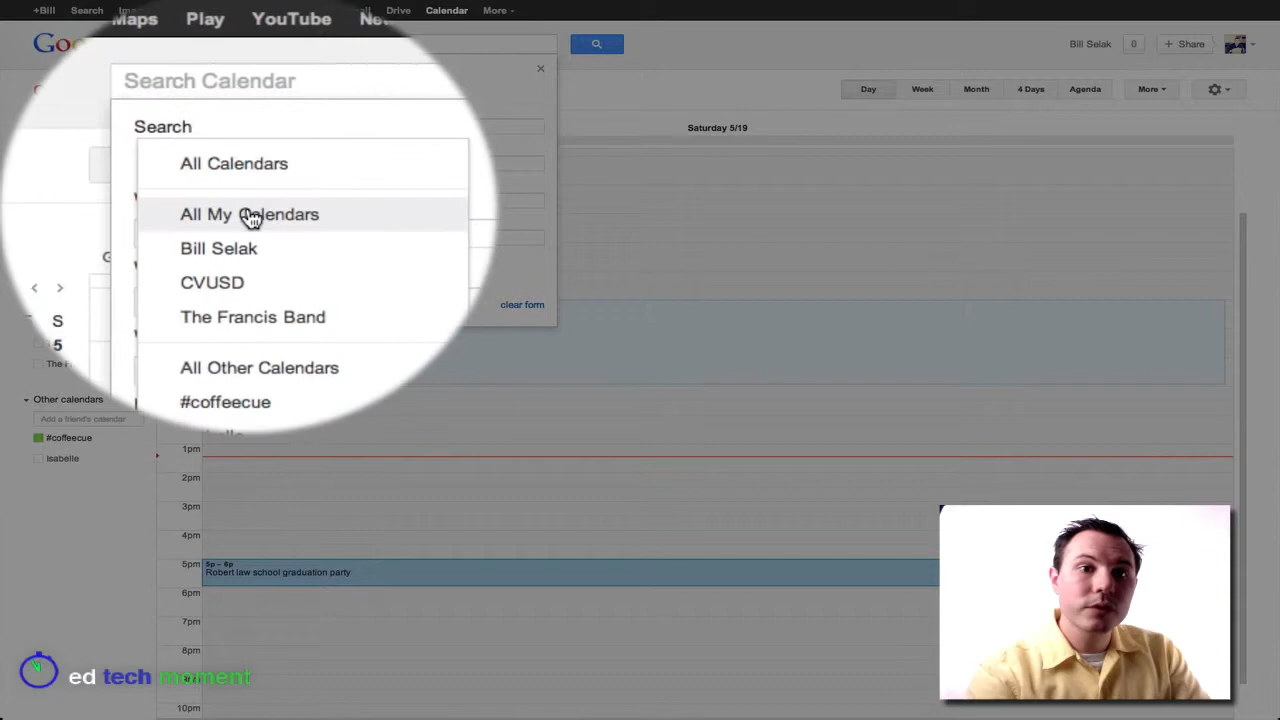 +Bill Search Calendar More
Maps Play YouTube
Search Calendar
Bill Selak 0 + Share
Day Week Month 4 Days Agenda More
Search
Saturday 5/19
All Calendars
All My Calendars
Bill Selak
CVUSD
The Francis Band
clear form
All Other Calendars
#coffeecue
Other calendars
Add a friend's calendar
#coffeecue
Isabelle
1pm
2pm
3pm
4pm
5pm
5p – 6p
Robert law school graduation party
6pm
7pm
8pm
10pm
ed tech moment